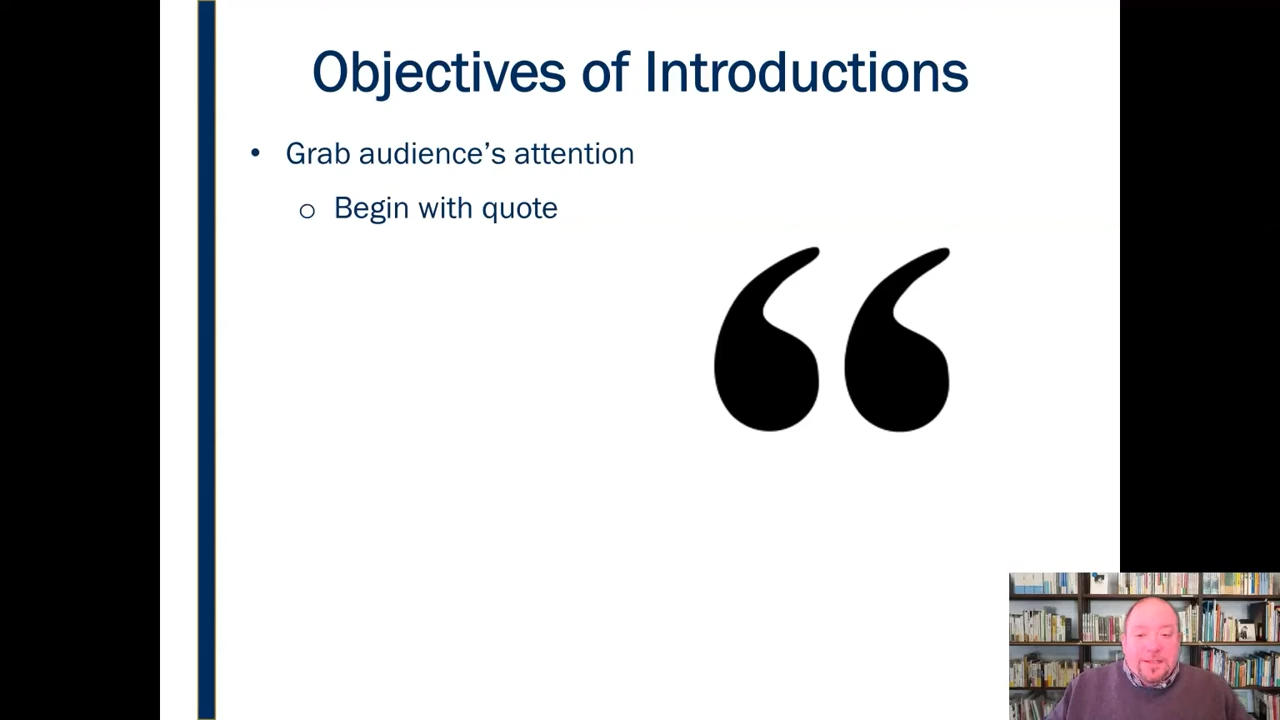 Objectives of Introductions
• Grab audience’s attention
o Begin with quote